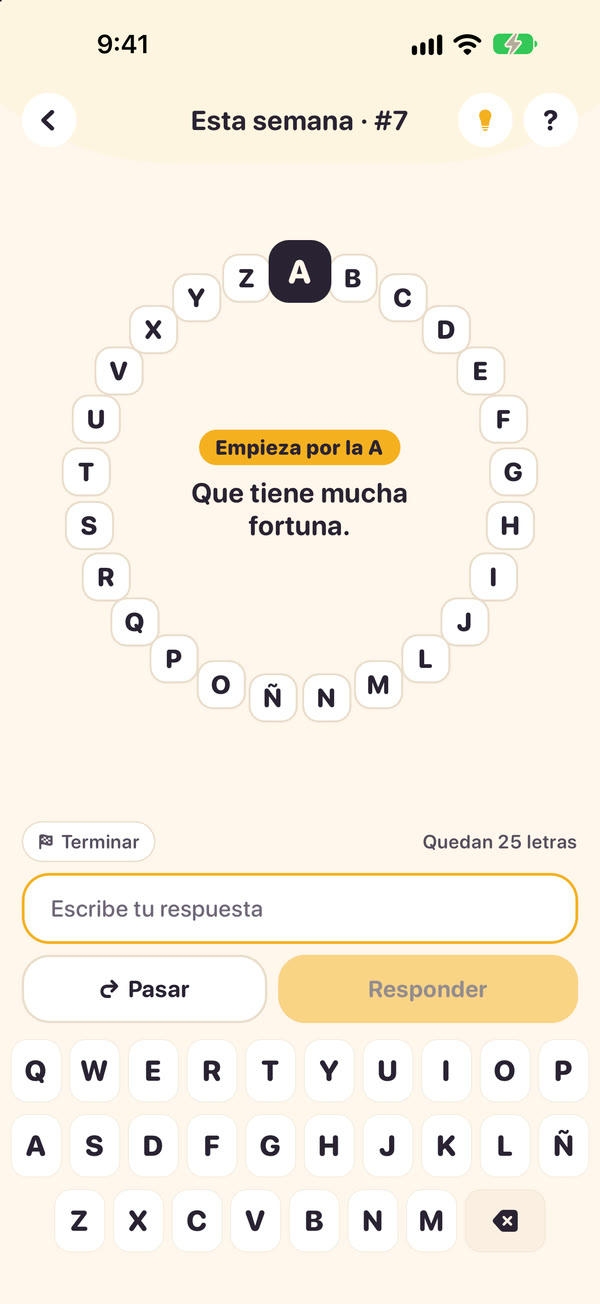 9:41
Esta semana · #7
?
A
B
C
D
E
F
G
H
I
J
L
M
N
Ñ
O
P
Q
R
S
T
U
V
X
Y
Z
Empieza por la A
Que tiene mucha
fortuna.
Terminar
Quedan 25 letras
Escribe tu respuesta
Pasar
Responder
Q W E R T Y U I O P
A S D F G H J K L Ñ
Z X C V B N M